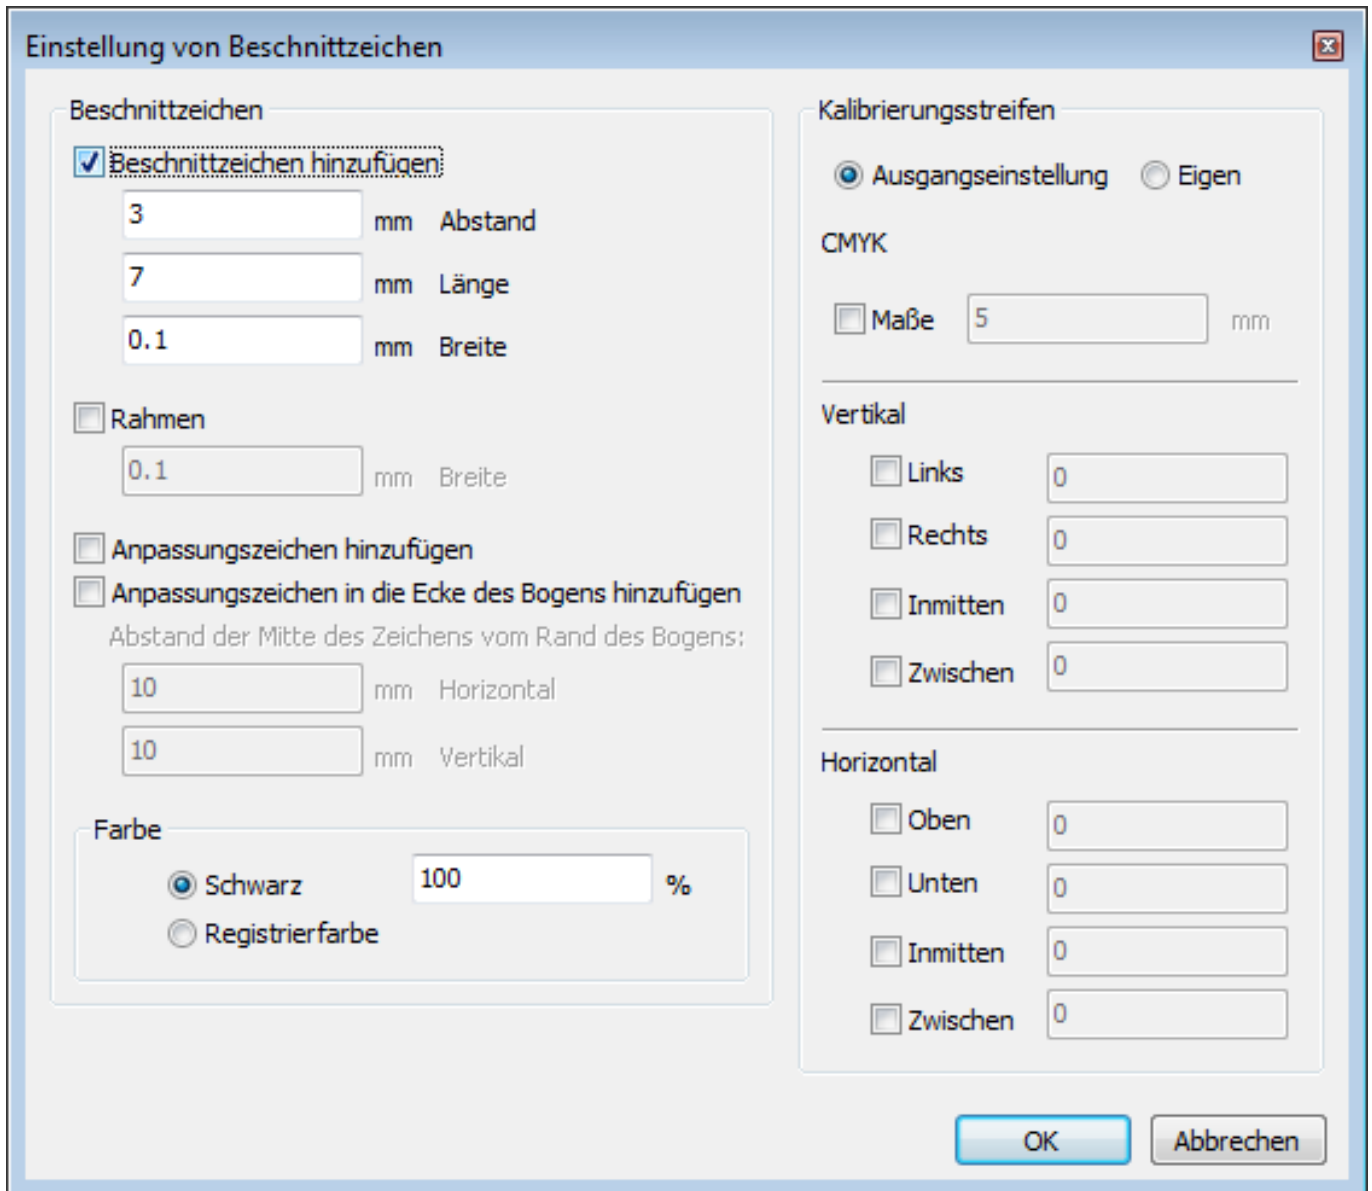 Einstellung von Beschnittzeichen
Beschnittzeichen
Beschnittzeichen hinzufügen
3 mm Abstand
7 mm Länge
0.1 mm Breite
Rahmen
0.1 mm Breite
Anpassungszeichen hinzufügen
Anpassungszeichen in die Ecke des Bogens hinzufügen
Abstand der Mitte des Zeichens vom Rand des Bogens:
10 mm Horizontal
10 mm Vertikal
Farbe
Schwarz 100 %
Registrierfarbe
Kalibrierungsstreifen
Ausgangseinstellung Eigen
CMYK
Maße 5 mm
Vertikal
Links 0
Rechts 0
Inmitten 0
Zwischen 0
Horizontal
Oben 0
Unten 0
Inmitten 0
Zwischen 0
OK Abbrechen